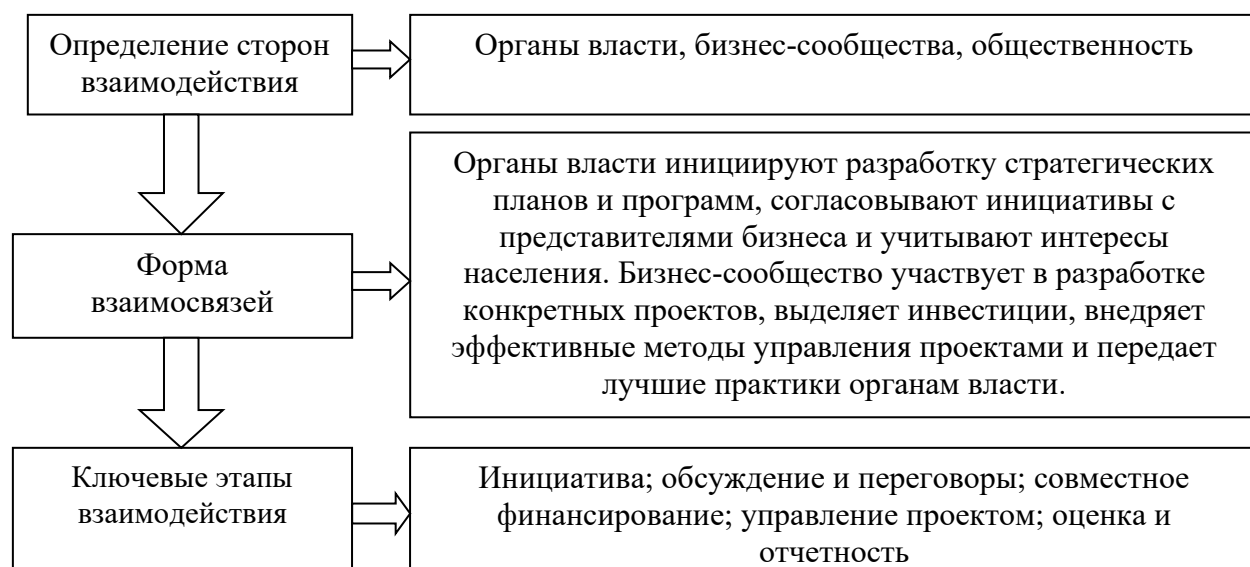 Определение сторон
взаимодействия
Органы власти, бизнес-сообщества, общественность
Форма
взаимосвязей
Органы власти инициируют разработку стратегических
планов и программ, согласовывают инициативы с
представителями бизнеса и учитывают интересы
населения. Бизнес-сообщество участвует в разработке
конкретных проектов, выделяет инвестиции, внедряет
эффективные методы управления проектами и передает
лучшие практики органам власти.
Ключевые этапы
взаимодействия
Инициатива; обсуждение и переговоры; совместное
финансирование; управление проектом; оценка и
отчетность